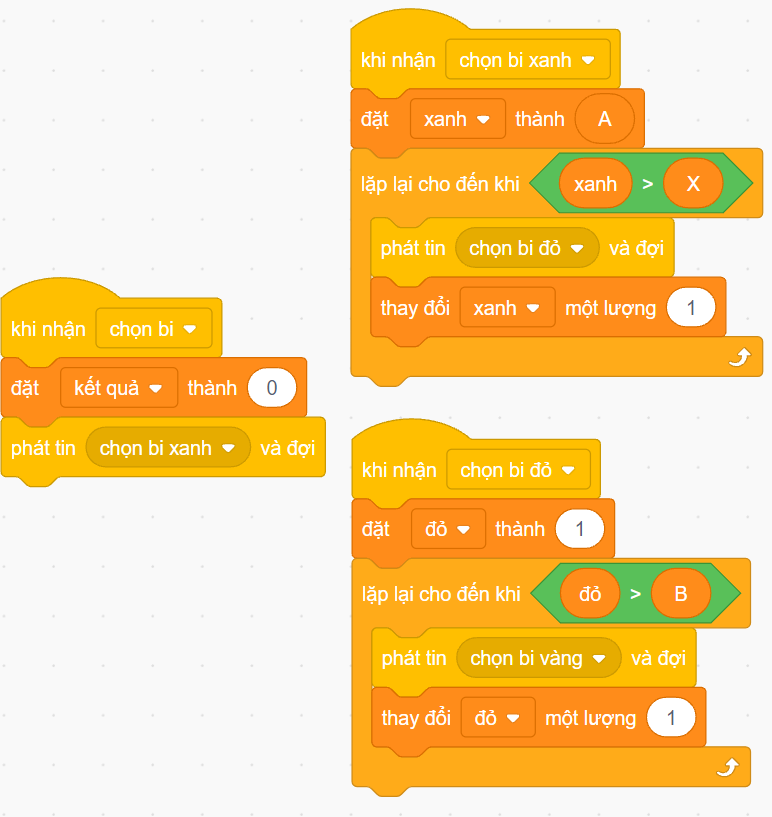 khi nhận chọn bi
đặt kết quả thành 0
phát tin chọn bi xanh và đợi
khi nhận chọn bi xanh
đặt xanh thành A
lặp lại cho đến khi xanh > X
phát tin chọn bi đỏ và đợi
thay đổi xanh một lượng 1
khi nhận chọn bi đỏ
đặt đỏ thành 1
lặp lại cho đến khi đỏ > B
phát tin chọn bi vàng và đợi
thay đổi đỏ một lượng 1